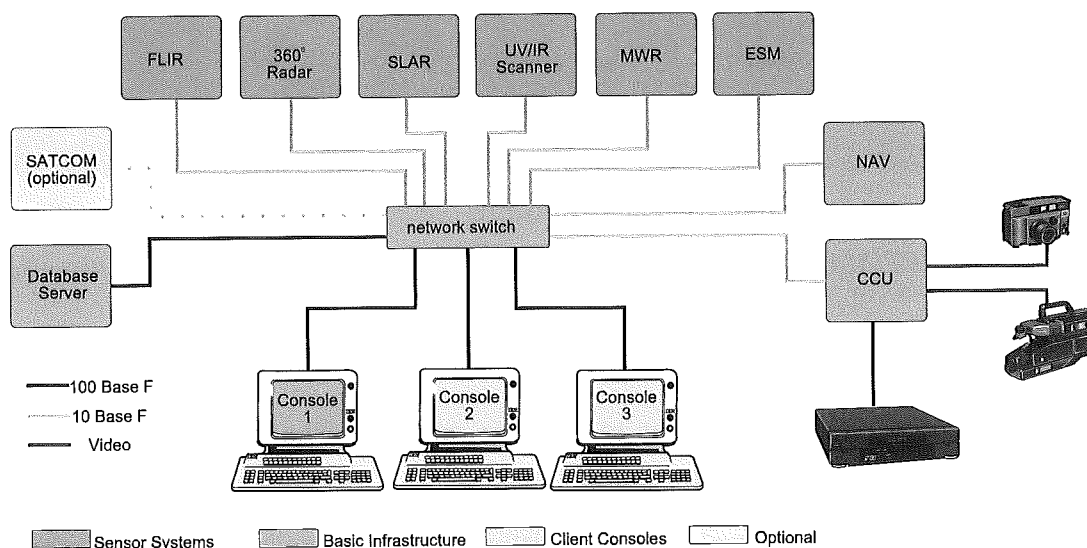 FLIR
360°
Radar
SLAR
UV/IR
Scanner
MWR
ESM
SATCOM
(optional)
NAV
network switch
Database
Server
CCU
100 Base F
10 Base F
Video
Console
1
Console
2
Console
3
Sensor Systems
Basic Infrastructure
Client Consoles
Optional